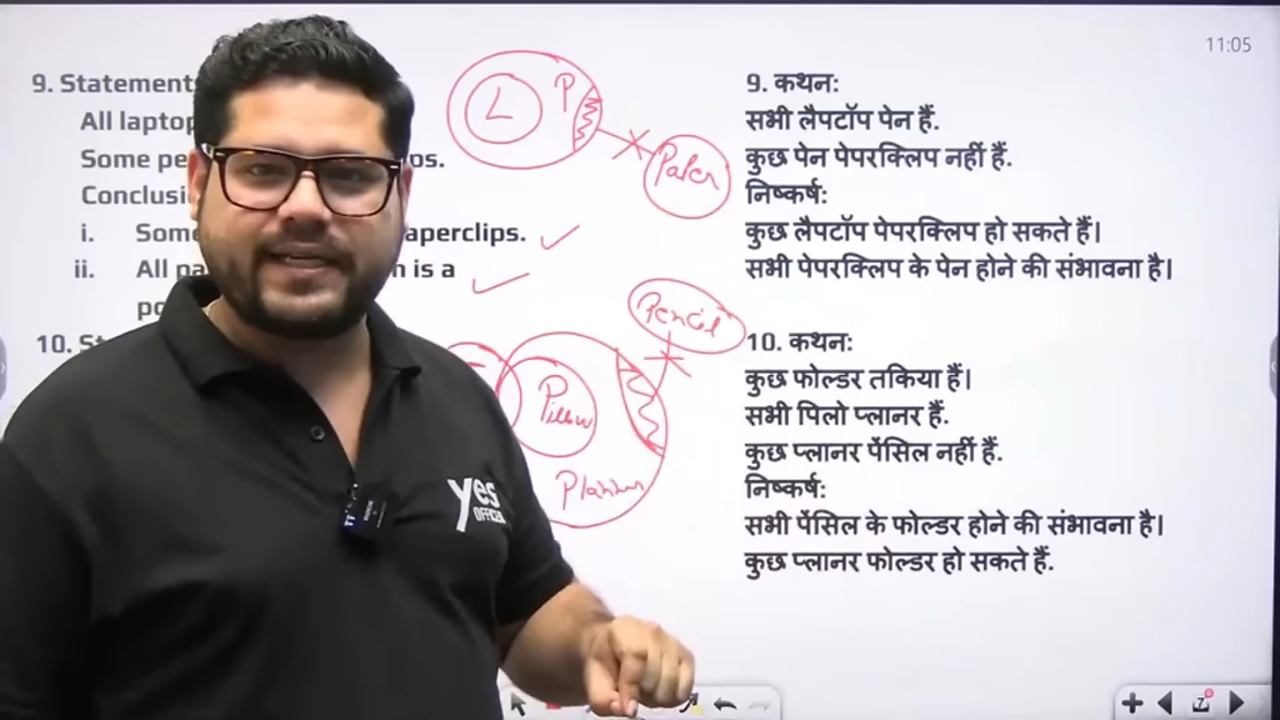 11:05
9. Statement
All laptop
Some pe os.
Conclusi
i. Some aperclips.
ii. All pa n is a
po
10. St
L
P
Paper
Pencil
Pillow
Planner
9. कथन:
सभी लैपटॉप पेन हैं.
कुछ पेन पेपरक्लिप नहीं हैं.
निष्कर्ष:
कुछ लैपटॉप पेपरक्लिप हो सकते हैं।
सभी पेपरक्लिप के पेन होने की संभावना है।
10. कथन:
कुछ फोल्डर तकिया हैं।
सभी पिलो प्लानर हैं.
कुछ प्लानर पेंसिल नहीं हैं.
निष्कर्ष:
सभी पेंसिल के फोल्डर होने की संभावना है।
कुछ प्लानर फोल्डर हो सकते हैं.
yes
OFFICER